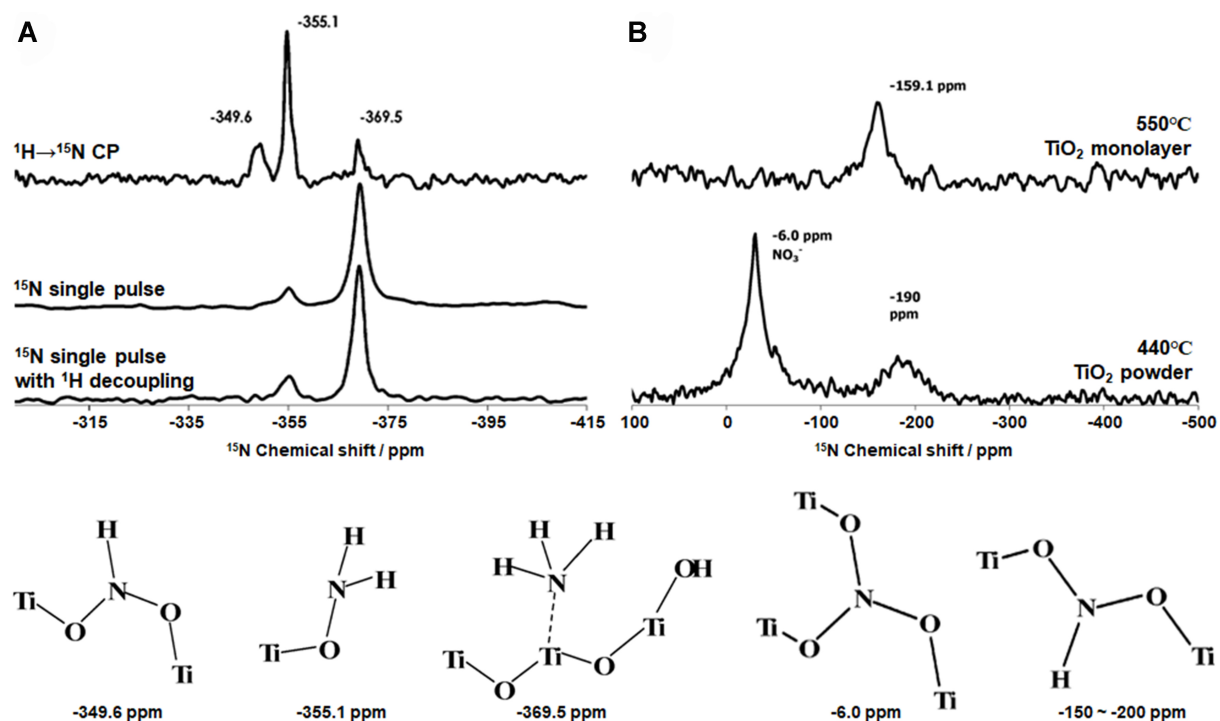 A
-355.1
-349.6
-369.5
¹H→¹⁵N CP
¹⁵N single pulse
¹⁵N single pulse
with ¹H decoupling
-315 -335 -355 -375 -395 -415
¹⁵N Chemical shift / ppm
B
-159.1 ppm
550℃
TiO₂ monolayer
-6.0 ppm
NO₃⁻
-190
ppm
440℃
TiO₂ powder
100 0 -100 -200 -300 -400 -500
¹⁵N Chemical shift / ppm
H
N
Ti O O
Ti
-349.6 ppm
H
N H
Ti O
-355.1 ppm
H H
H N OH
Ti Ti O Ti
O
-369.5 ppm
Ti O
N
Ti O O
Ti
-6.0 ppm
Ti O
N O
H Ti
-150 ~ -200 ppm